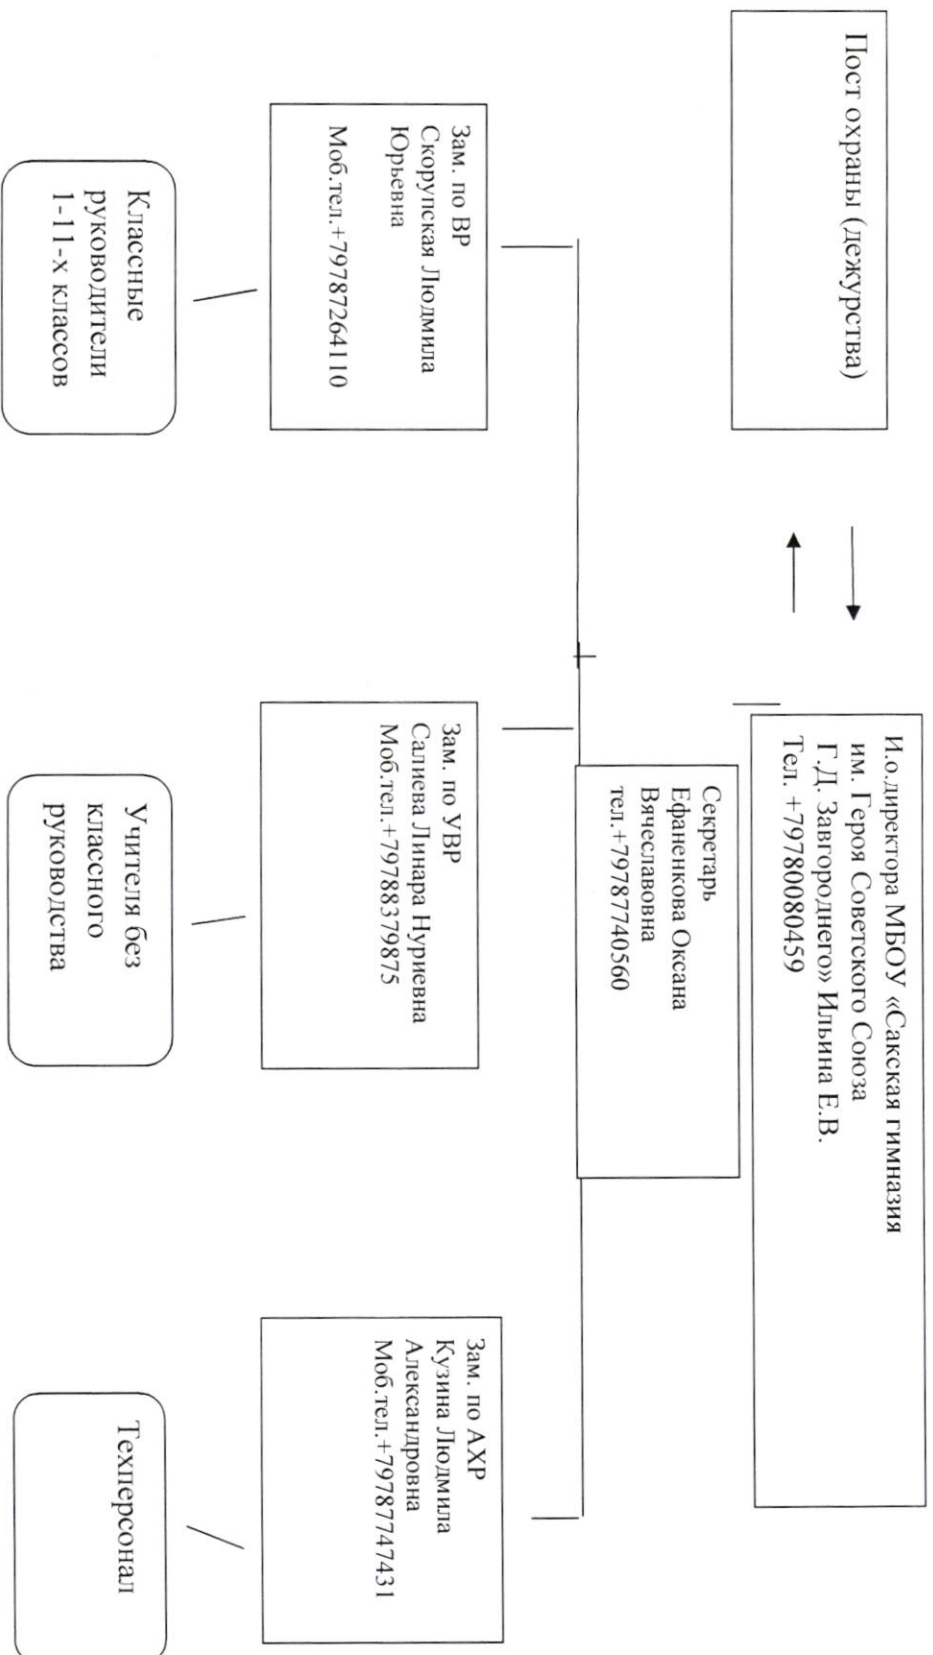 Пост охраны (дежурства)
И.о.директора МБОУ «Сакская гимназия
им. Героя Советского Союза
Г.Д. Завгороднего» Ильина Е.В.
Тел. +79780080459
Секретарь
Ефаненкова Оксана
Вячеславовна
тел.+79787740560
Зам. по ВР
Скорупская Людмила
Юрьевна
Моб.тел.+79787264110
Зам. по УВР
Салиева Линара Нуриевна
Моб.тел.+79788379875
Зам. по АХР
Кузина Людмила
Александровна
Моб.тел.+79787747431
Классные
руководители
1-11-х классов
Учителя без
классного
руководства
Техперсонал